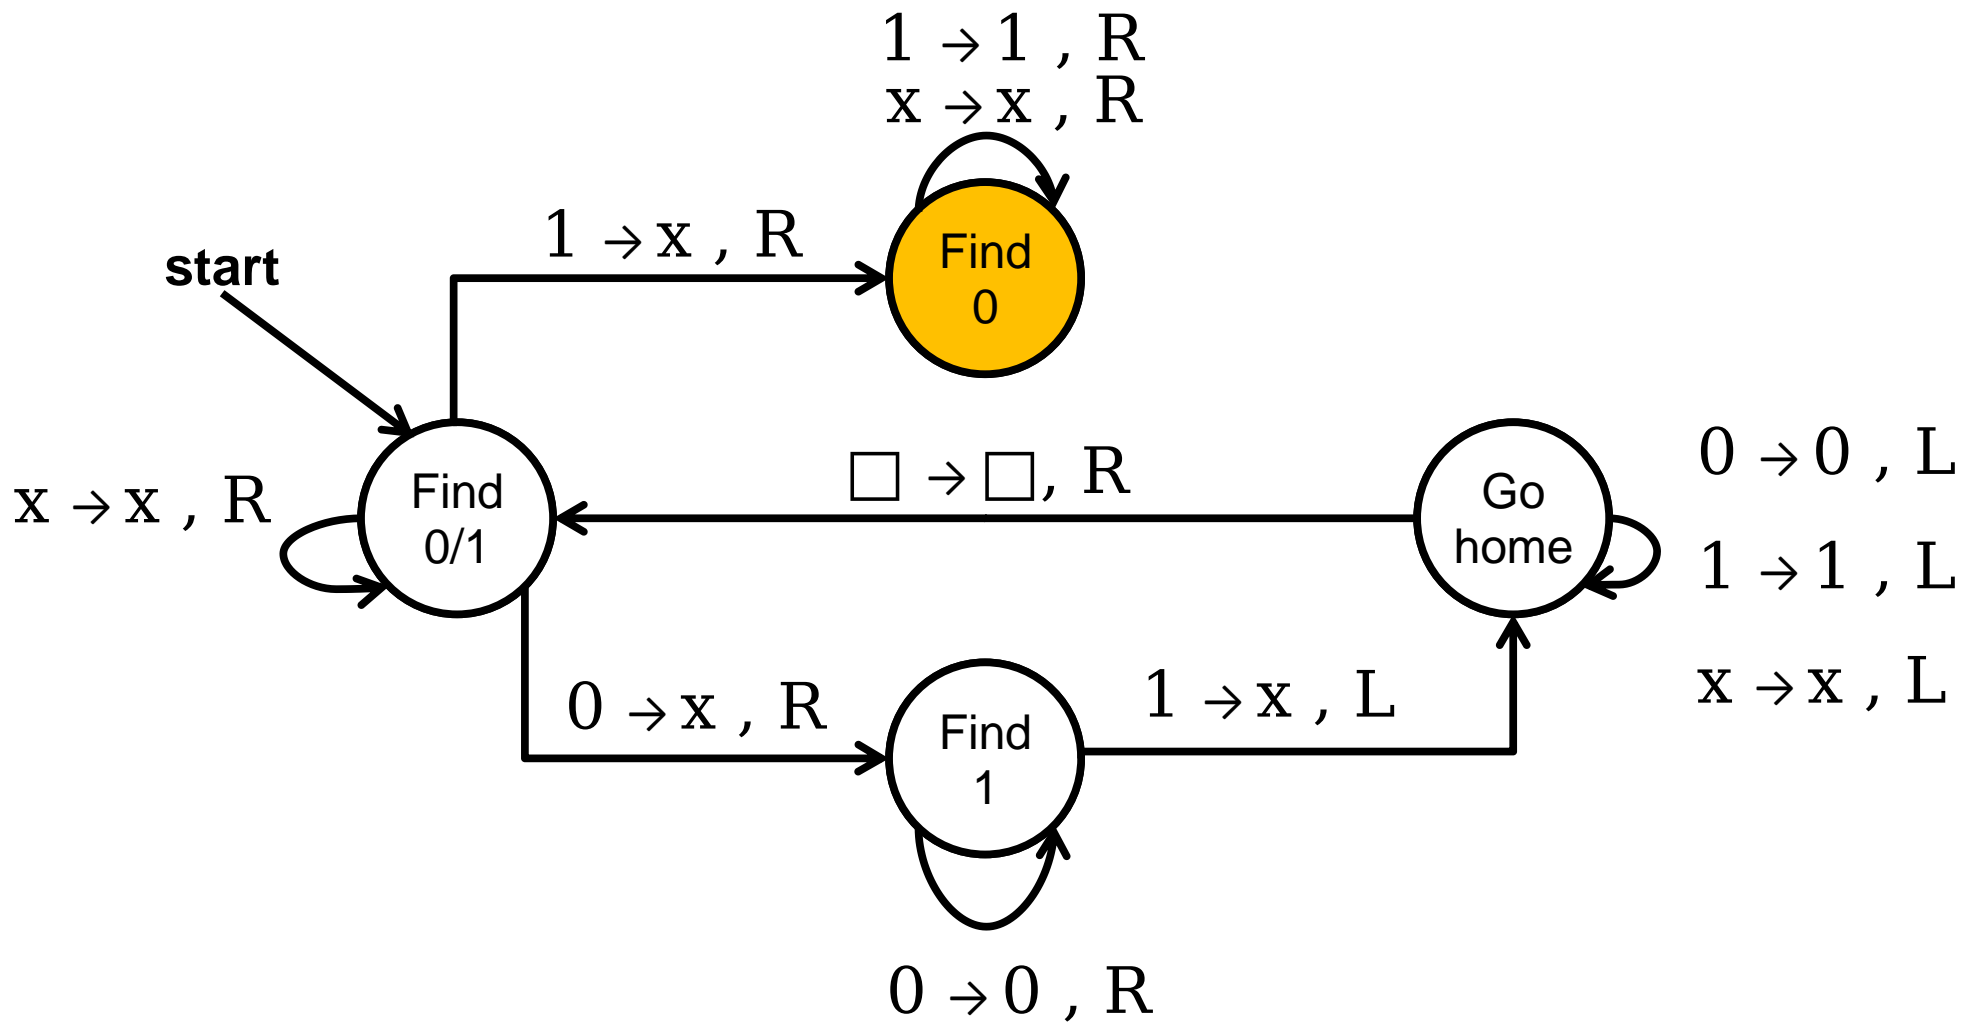 1 → 1 , R
x → x , R
1 → x , R
start
Find
0
x → x , R
Find
0/1
□ → □, R
Go
home
0 → 0 , L
1 → 1 , L
x → x , L
0 → x , R
Find
1
1 → x , L
0 → 0 , R